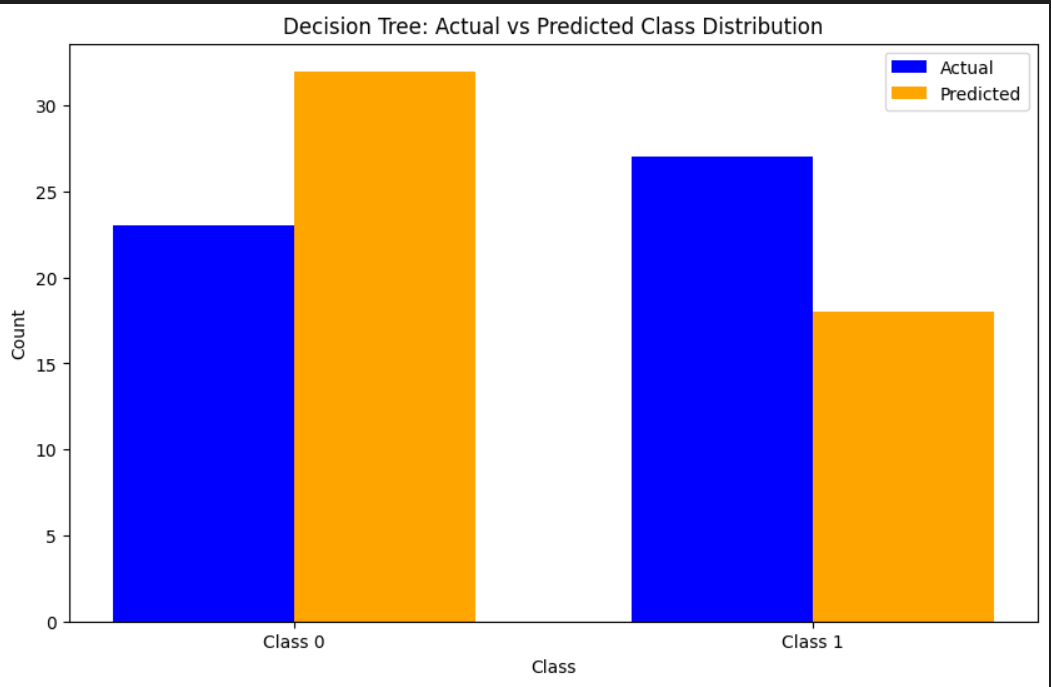 Decision Tree: Actual vs Predicted Class Distribution
Actual
Predicted
30
25
20
15
10
5
0
Count
Class 0
Class 1
Class